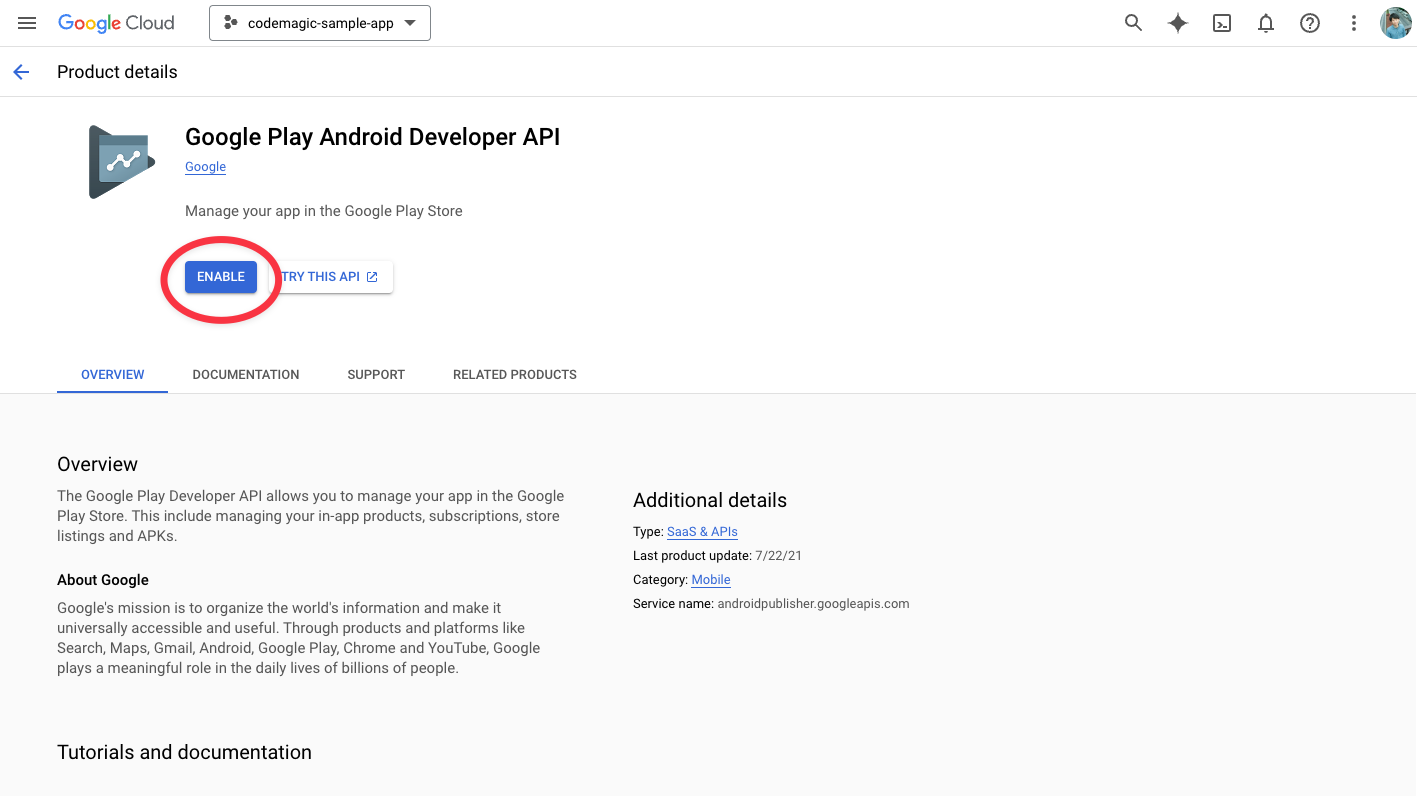 Google Cloud
codemagic-sample-app
Product details
Google Play Android Developer API
Google
Manage your app in the Google Play Store
ENABLE
TRY THIS API
OVERVIEW
DOCUMENTATION
SUPPORT
RELATED PRODUCTS
Overview
The Google Play Developer API allows you to manage your app in the Google
Play Store. This include managing your in-app products, subscriptions, store
listings and APKs.
About Google
Google's mission is to organize the world's information and make it
universally accessible and useful. Through products and platforms like
Search, Maps, Gmail, Android, Google Play, Chrome and YouTube, Google
plays a meaningful role in the daily lives of billions of people.
Additional details
Type: SaaS & APIs
Last product update: 7/22/21
Category: Mobile
Service name: androidpublisher.googleapis.com
Tutorials and documentation